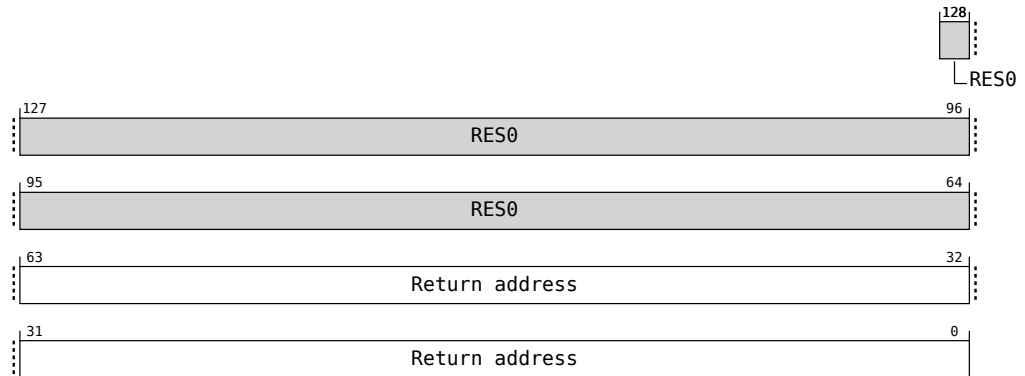 128
RES0
127 96
RES0
95 64
RES0
63 32
Return address
31 0
Return address